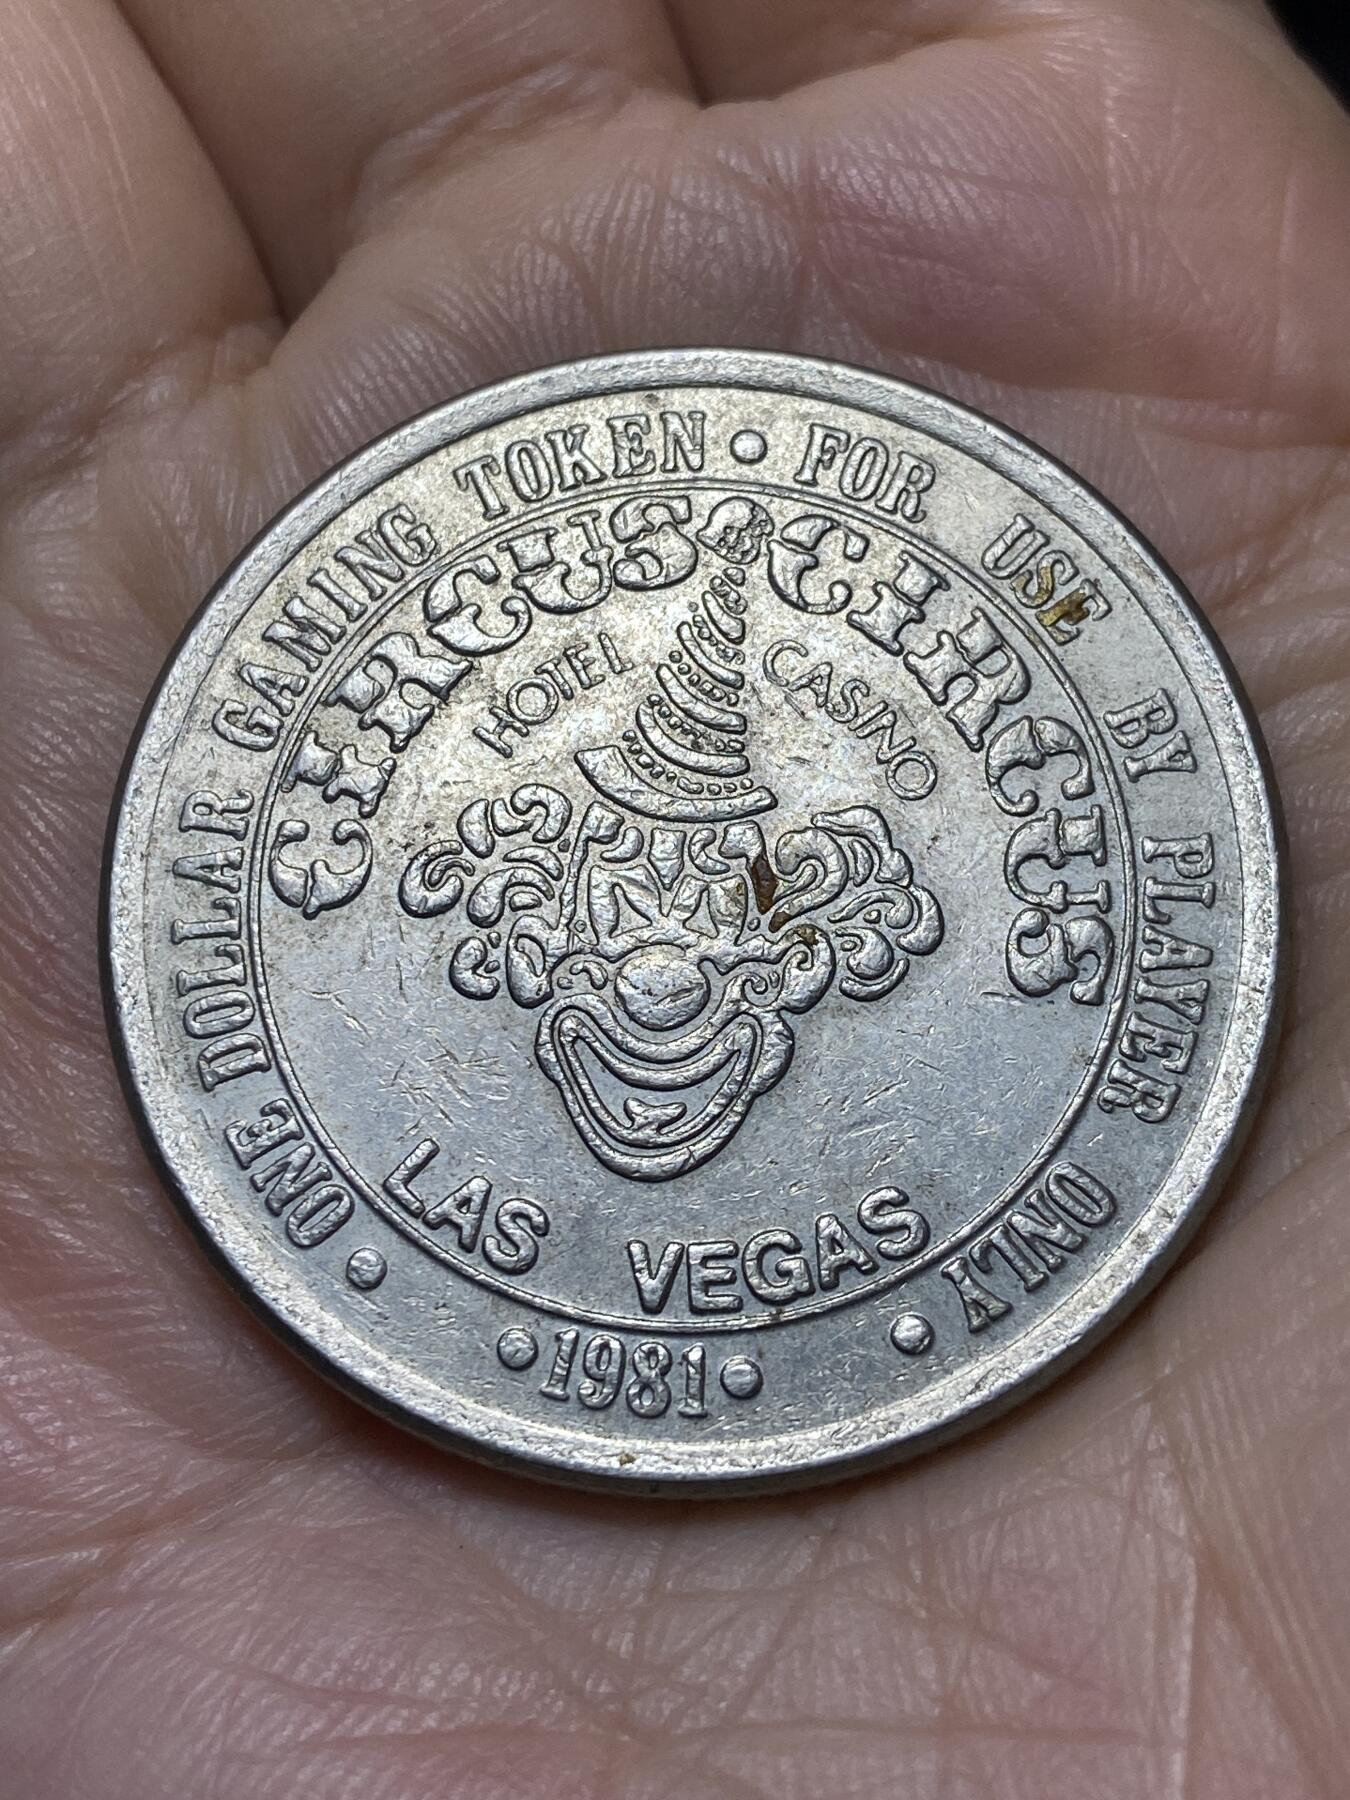 ONE DOLLAR GAMING TOKEN • FOR USE BY PLAYER ONLY •
CIRCUS CIRCUS
HOTEL CASINO
LAS VEGAS
• 1981 •